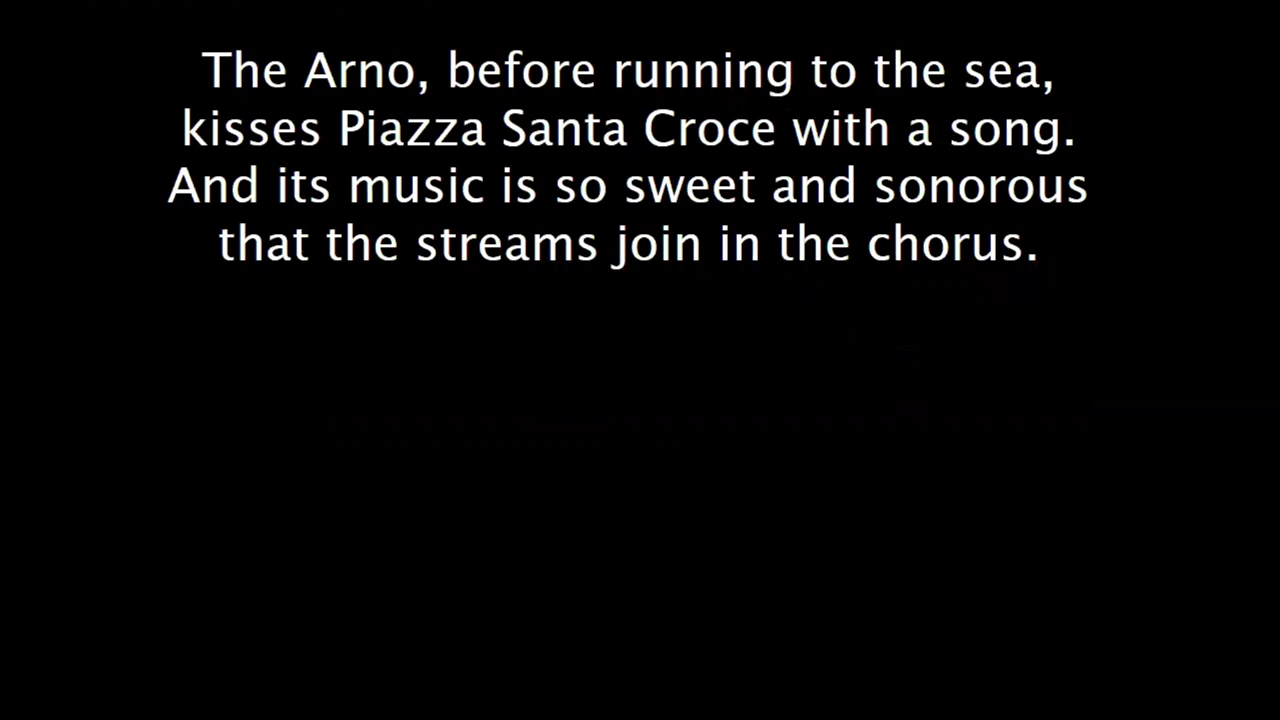 The Arno, before running to the sea,
kisses Piazza Santa Croce with a song.
And its music is so sweet and sonorous
that the streams join in the chorus.